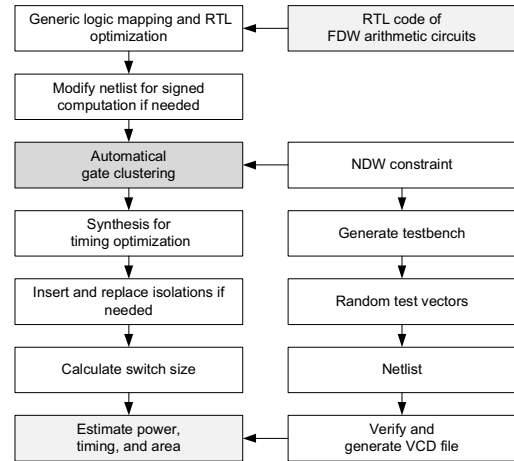 Generic logic mapping and RTL
optimization
RTL code of
FDW arithmetic circuits
Modify netlist for signed
computation if needed
Automatical
gate clustering
NDW constraint
Synthesis for
timing optimization
Generate testbench
Insert and replace isolations if
needed
Random test vectors
Calculate switch size
Netlist
Estimate power,
timing, and area
Verify and
generate VCD file